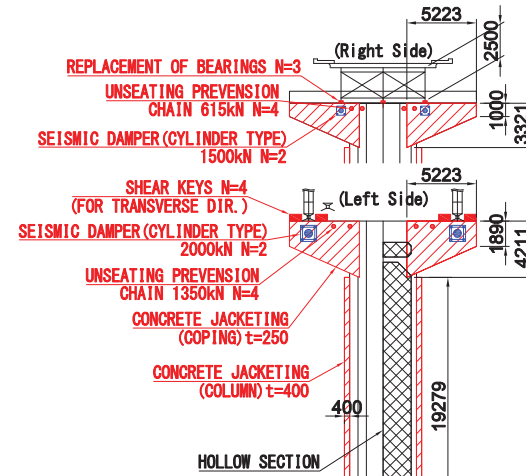 5223
2500
(Right Side)
REPLACEMENT OF BEARINGS N=3
UNSEATING PREVENSION
CHAIN 615kN N=4
1000
3321
SEISMIC DAMPER(CYLINDER TYPE)
1500kN N=2
5223
SHEAR KEYS N=4
(FOR TRANSVERSE DIR.)
(Left Side)
SEISMIC DAMPER(CYLINDER TYPE)
2000kN N=2
1890
4211
UNSEATING PREVENSION
CHAIN 1350kN N=4
CONCRETE JACKETING
(COPING)t=250
CONCRETE JACKETING
(COLUMN)t=400
400
19279
HOLLOW SECTION